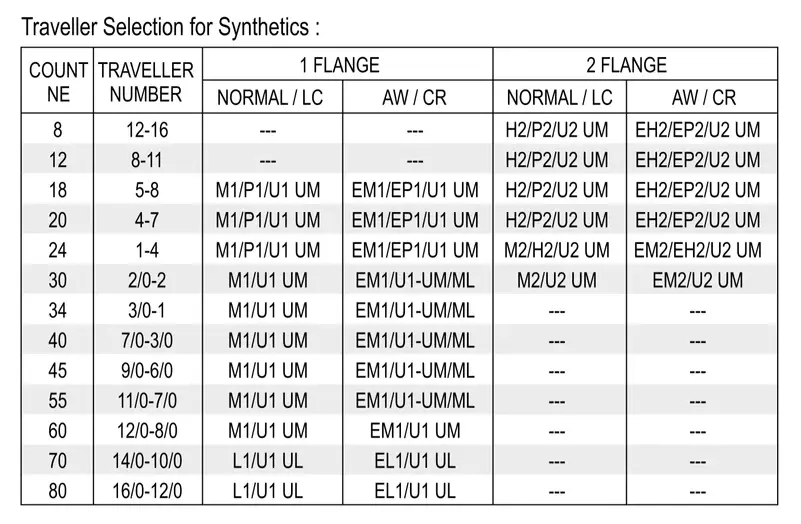 Traveller Selection for Synthetics :
COUNT NE TRAVELLER NUMBER 1 FLANGE 2 FLANGE
NORMAL / LC AW / CR NORMAL / LC AW / CR
8 12-16 --- --- H2/P2/U2 UM EH2/EP2/U2 UM
12 8-11 --- --- H2/P2/U2 UM EH2/EP2/U2 UM
18 5-8 M1/P1/U1 UM EM1/EP1/U1 UM H2/P2/U2 UM EH2/EP2/U2 UM
20 4-7 M1/P1/U1 UM EM1/EP1/U1 UM H2/P2/U2 UM EH2/EP2/U2 UM
24 1-4 M1/P1/U1 UM EM1/EP1/U1 UM M2/H2/U2 UM EM2/EH2/U2 UM
30 2/0-2 M1/U1 UM EM1/U1-UM/ML M2/U2 UM EM2/U2 UM
34 3/0-1 M1/U1 UM EM1/U1-UM/ML --- ---
40 7/0-3/0 M1/U1 UM EM1/U1-UM/ML --- ---
45 9/0-6/0 M1/U1 UM EM1/U1-UM/ML --- ---
55 11/0-7/0 M1/U1 UM EM1/U1-UM/ML --- ---
60 12/0-8/0 M1/U1 UM EM1/U1 UM --- ---
70 14/0-10/0 L1/U1 UL EL1/U1 UL --- ---
80 16/0-12/0 L1/U1 UL EL1/U1 UL --- ---